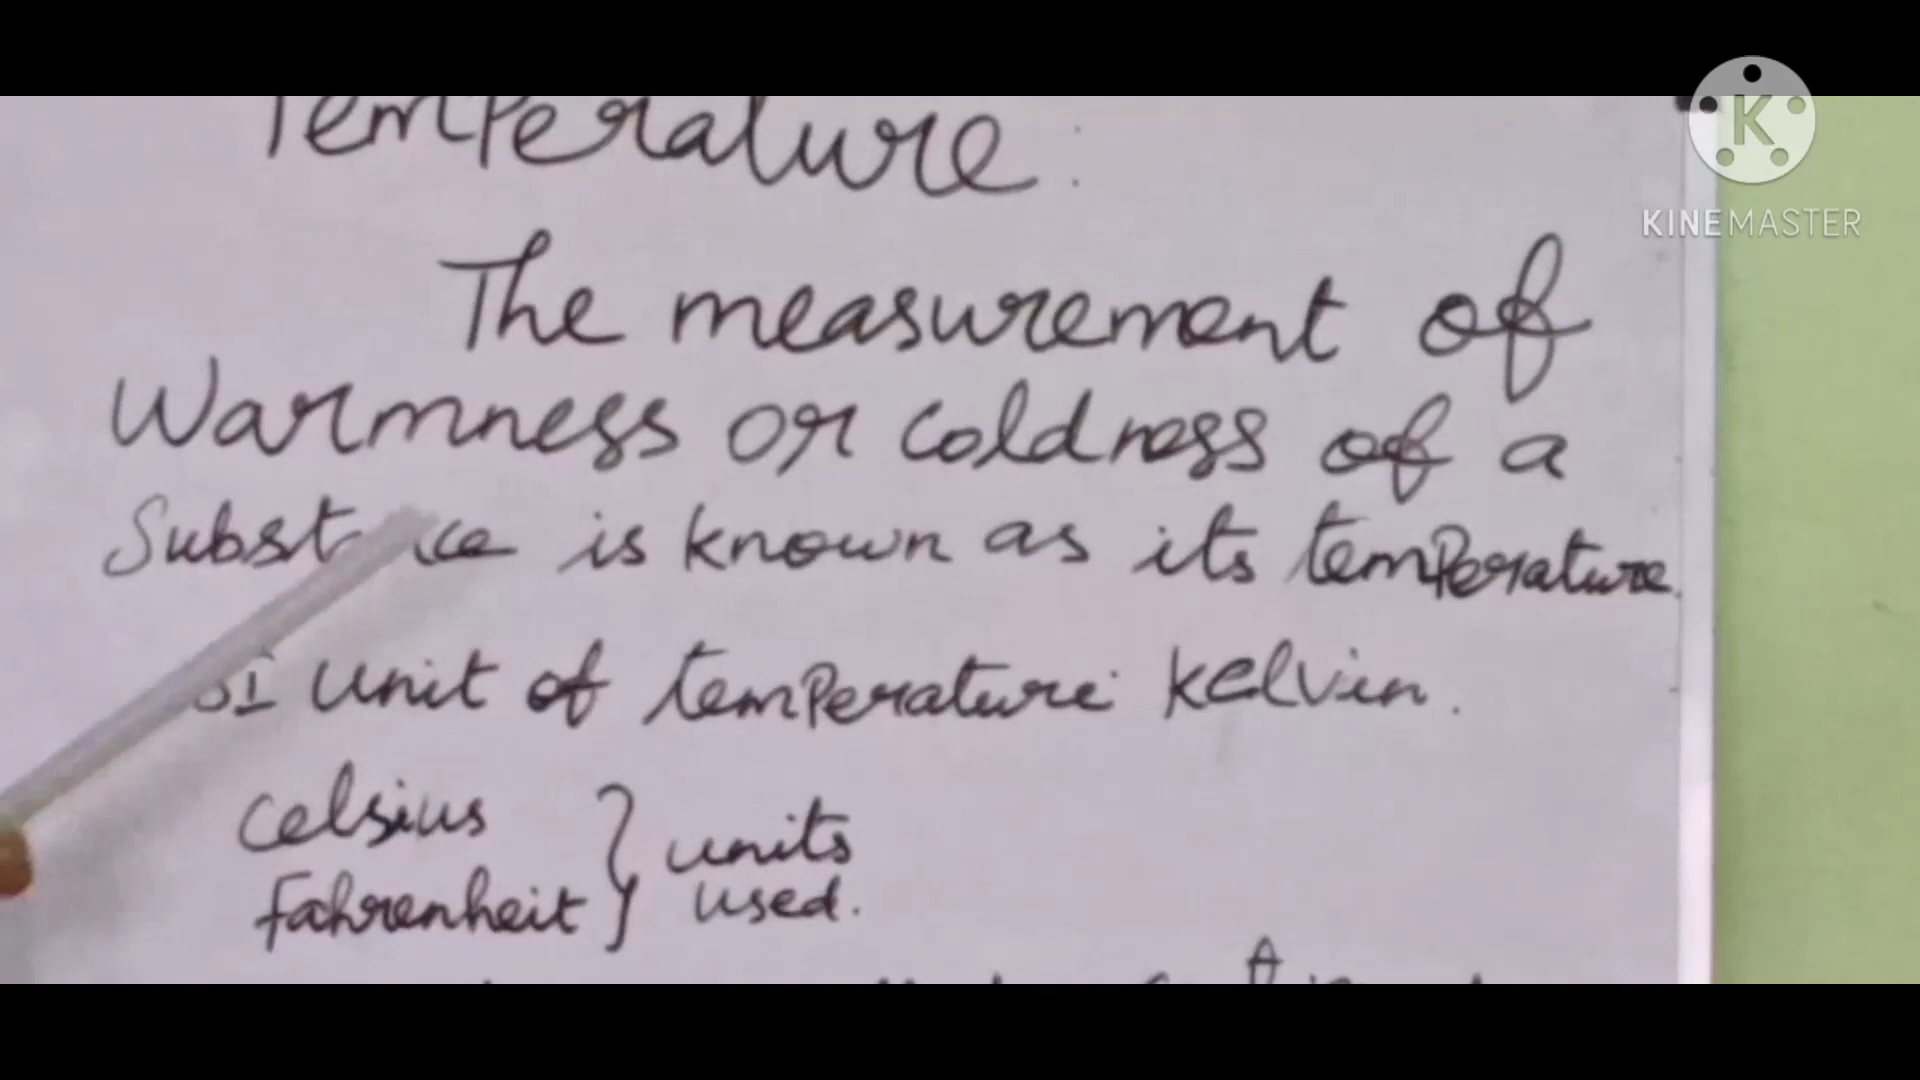 Temperature:
The measurement of
Warmness or coldness of a
is known as its temperature.
SI unit of temperature kelvin.
Celsius
Fahrenheit } units
used.
KINEMASTER